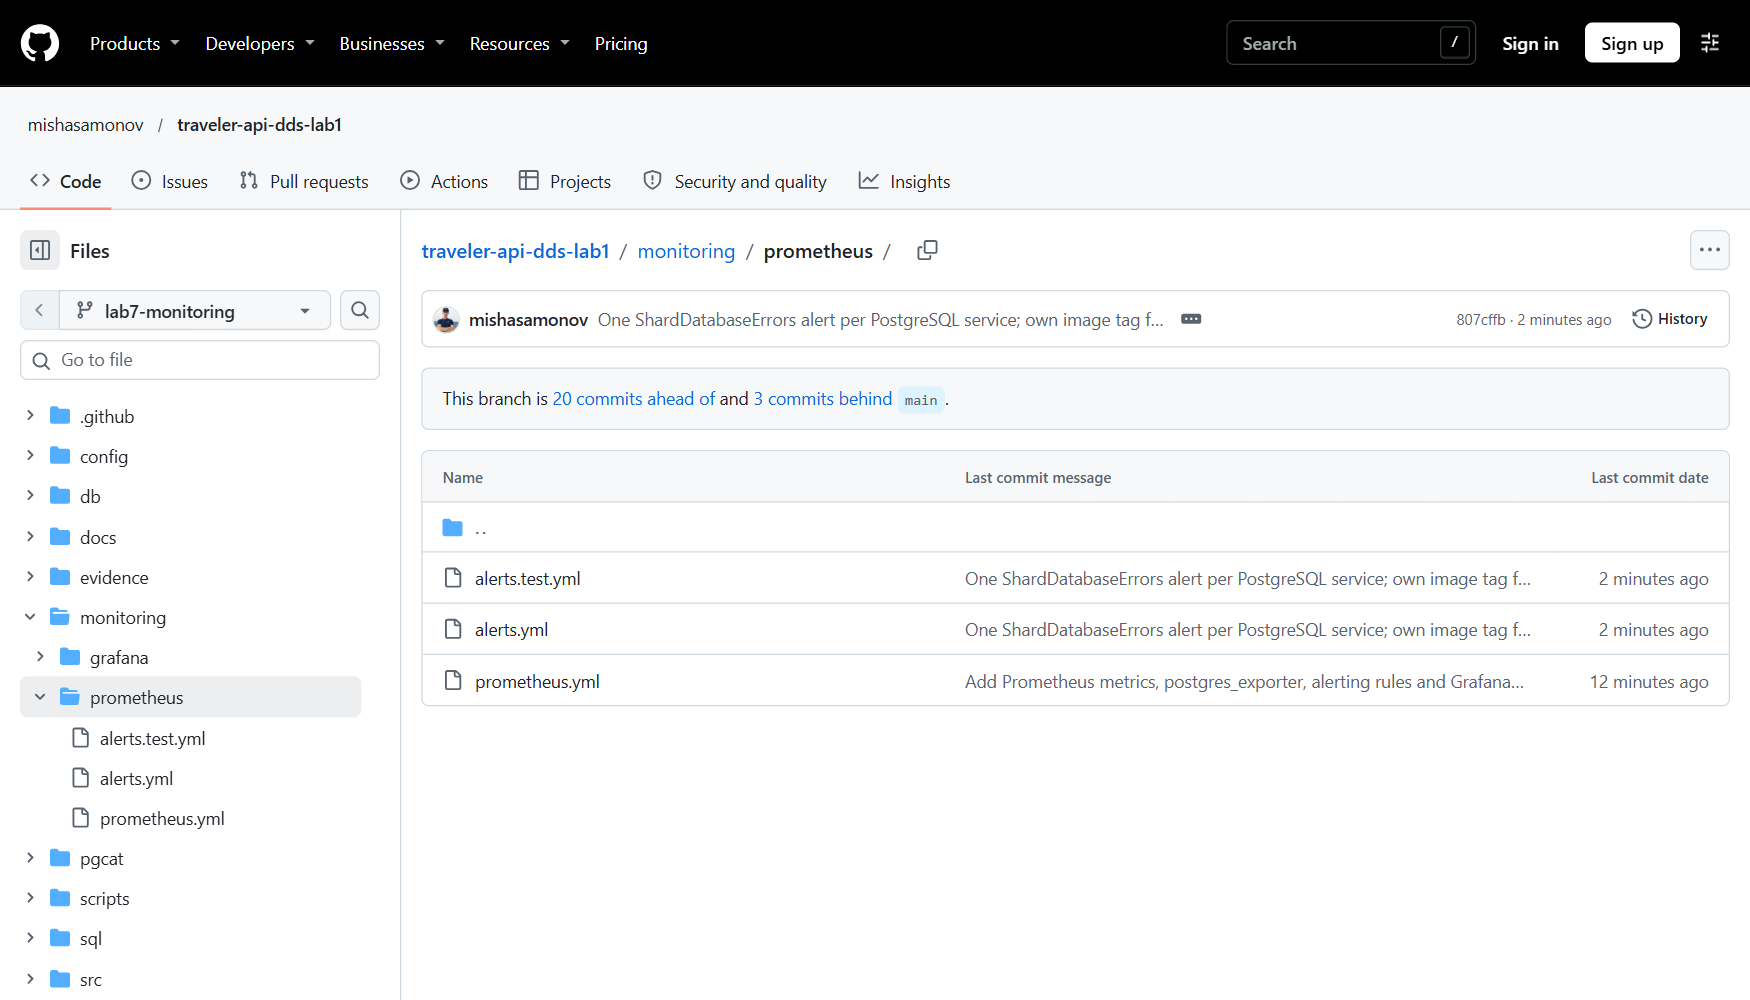 Products Developers Businesses Resources Pricing Search / Sign in Sign up
mishasamonov / traveler-api-dds-lab1
Code Issues Pull requests Actions Projects Security and quality Insights
Files
lab7-monitoring
Go to file
.github
config
db
docs
evidence
monitoring
grafana
prometheus
alerts.test.yml
alerts.yml
prometheus.yml
pgcat
scripts
sql
src
traveler-api-dds-lab1 / monitoring / prometheus /
mishasamonov One ShardDatabaseErrors alert per PostgreSQL service; own image tag f... 807cffb · 2 minutes ago History
This branch is 20 commits ahead of and 3 commits behind main .
Name Last commit message Last commit date
..
alerts.test.yml One ShardDatabaseErrors alert per PostgreSQL service; own image tag f... 2 minutes ago
alerts.yml One ShardDatabaseErrors alert per PostgreSQL service; own image tag f... 2 minutes ago
prometheus.yml Add Prometheus metrics, postgres_exporter, alerting rules and Grafana... 12 minutes ago